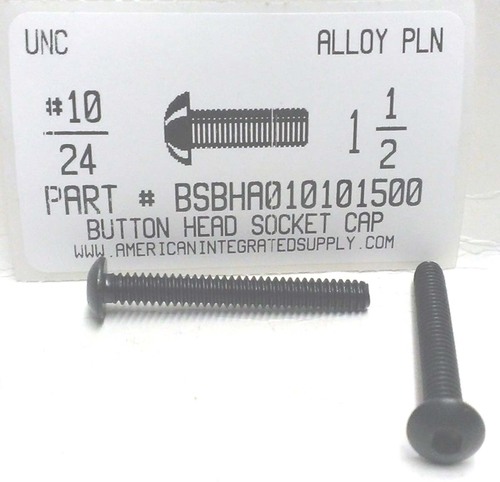 UNC ALLOY PLN
#10
24
1 1/2
PART # BSBHA010101500
BUTTON HEAD SOCKET CAP
WWW.AMERICANINTEGRATEDSUPPLY.COM